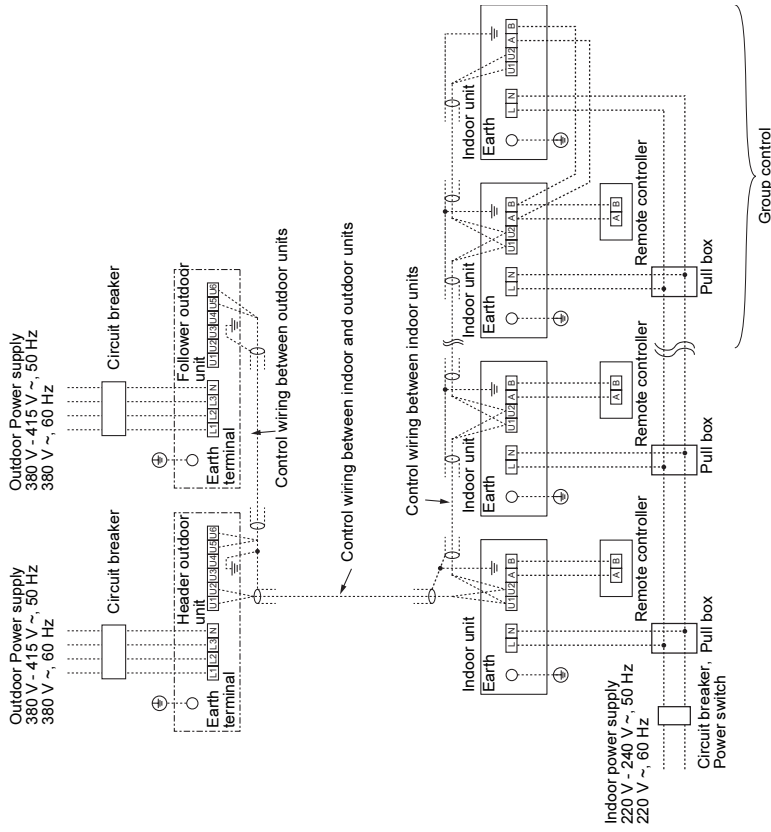 Outdoor Power supply
380 V - 415 V ~, 50 Hz
380 V ~, 60 Hz
Circuit breaker
Header outdoor
unit
L1 L2 L3 N
U1 U2 U3 U4 U5 U6
Earth
terminal
Outdoor Power supply
380 V - 415 V ~, 50 Hz
380 V ~, 60 Hz
Circuit breaker
Follower outdoor
unit
L1 L2 L3 N
U1 U2 U3 U4 U5 U6
Earth
terminal
Control wiring between outdoor units
Control wiring between indoor and outdoor units
Control wiring between indoor units
Indoor unit
Earth
L N
U1 U2 A B
Remote controller
A B
Pull box
Indoor unit
Earth
L N
U1 U2 A B
Remote controller
A B
Pull box
Indoor unit
Earth
L N
U1 U2 A B
Remote controller
A B
Pull box
Indoor unit
Earth
L N
U1 U2 A B
Indoor power supply
220 V - 240 V ~, 50 Hz
220 V ~, 60 Hz
Circuit breaker,
Power switch
Group control